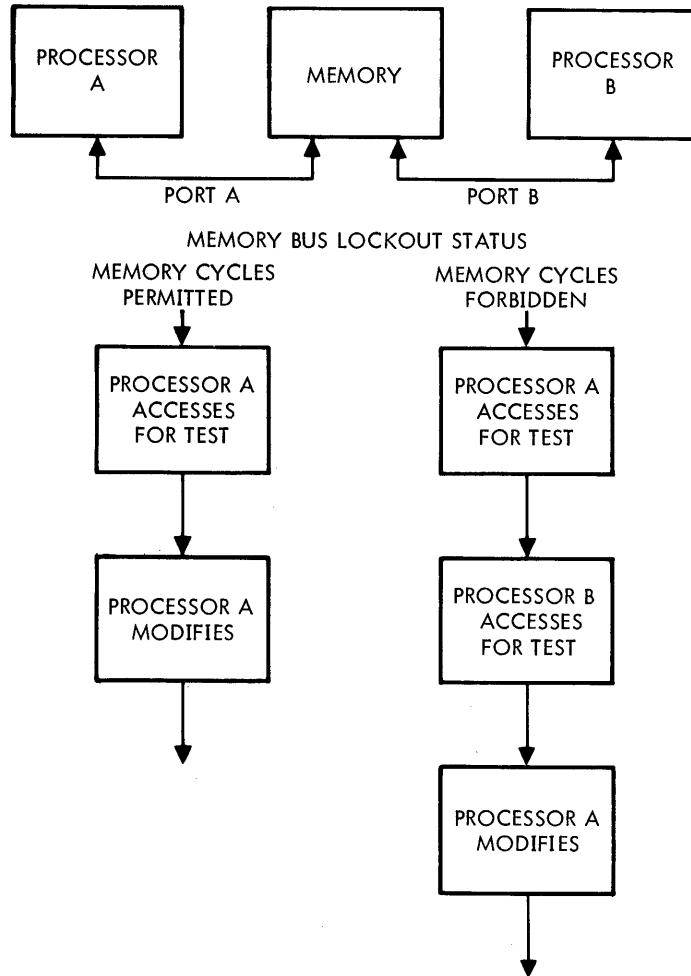 PROCESSOR
A
MEMORY
PROCESSOR
B
PORT A
PORT B
MEMORY BUS LOCKOUT STATUS
MEMORY CYCLES
PERMITTED
MEMORY CYCLES
FORBIDDEN
PROCESSOR A
ACCESSES
FOR TEST
PROCESSOR A
ACCESSES
FOR TEST
PROCESSOR A
MODIFIES
PROCESSOR B
ACCESSES
FOR TEST
PROCESSOR A
MODIFIES